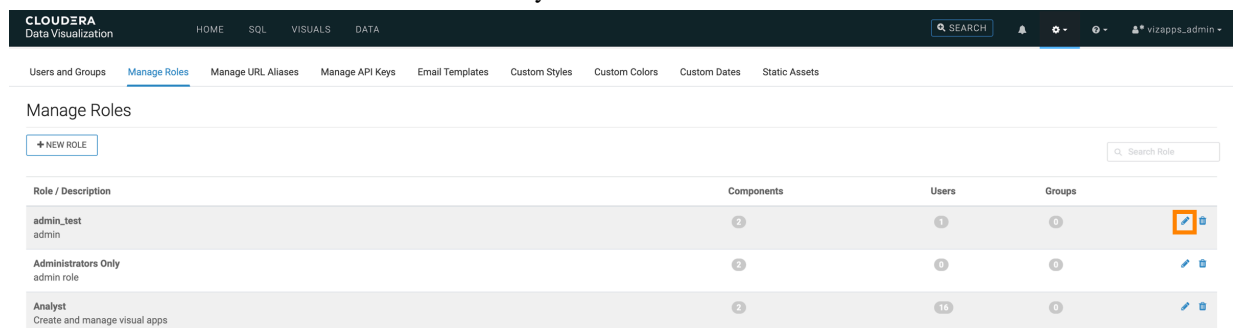 CLOUDERA
Data Visualization
HOME SQL VISUALS DATA
SEARCH
vizapps_admin
Users and Groups Manage Roles Manage URL Aliases Manage API Keys Email Templates Custom Styles Custom Colors Custom Dates Static Assets
Manage Roles
+ NEW ROLE
Search Role
Role / Description Components Users Groups
admin_test 2 1 0
admin
Administrators Only 2 0 0
admin role
Analyst 2 16 0
Create and manage visual apps